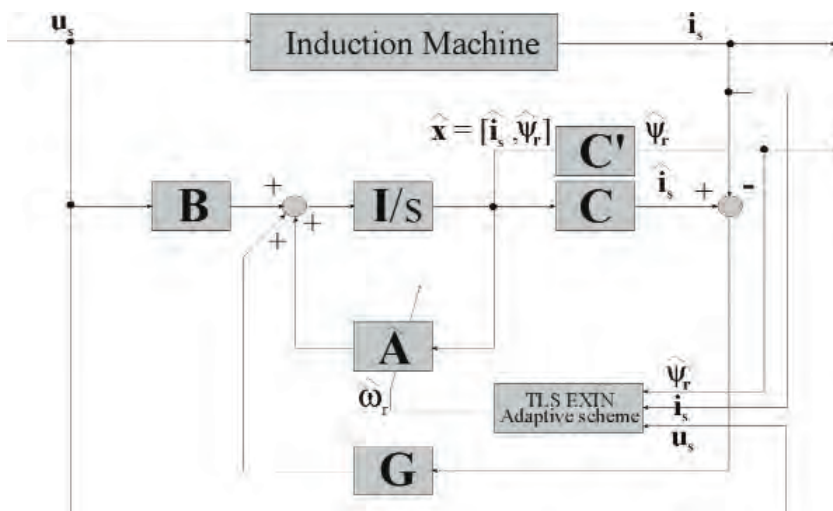 u_s
Induction Machine
i_s
x̂ = [î_s, ψ̂_r]
C'
ψ̂_r
B
+
+
+
I/s
C
î_s
+
-
A
ω̂_r
TLS EXIN
Adaptive scheme
ψ̂_r
i_s
u_s
G